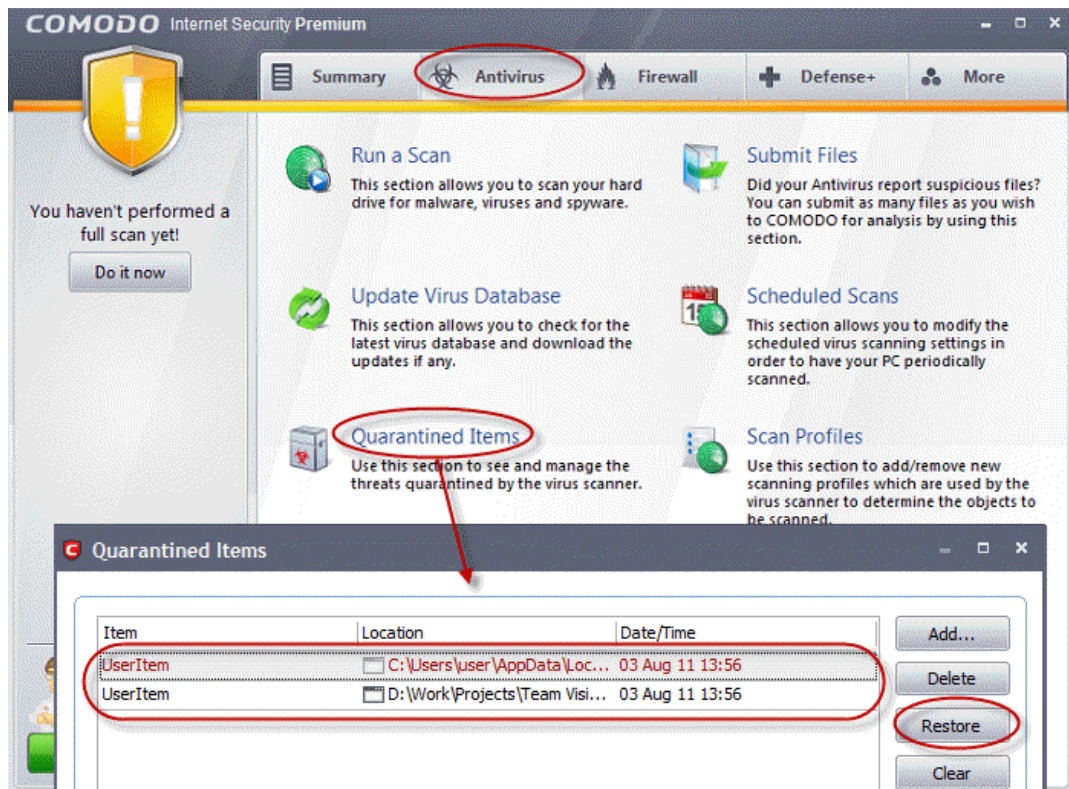 COMODO Internet Security Premium
Summary
Antivirus
Firewall
Defense+
More
You haven't performed a
full scan yet!
Do it now
Run a Scan
This section allows you to scan your hard
drive for malware, viruses and spyware.
Submit Files
Did your Antivirus report suspicious files?
You can submit as many files as you wish
to COMODO for analysis by using this
section.
Update Virus Database
This section allows you to check for the
latest virus database and download the
updates if any.
Scheduled Scans
This section allows you to modify the
scheduled virus scanning settings in
order to have your PC periodically
scanned.
Quarantined Items
Use this section to see and manage the
threats quarantined by the virus scanner.
Scan Profiles
Use this section to add/remove new
scanning profiles which are used by the
virus scanner to determine the objects to
be scanned.
Quarantined Items
Item Location Date/Time
UserItem C:\Users\user\AppData\Loc... 03 Aug 11 13:56
UserItem D:\Work\Projects\Team Visi... 03 Aug 11 13:56
Add...
Delete
Restore
Clear